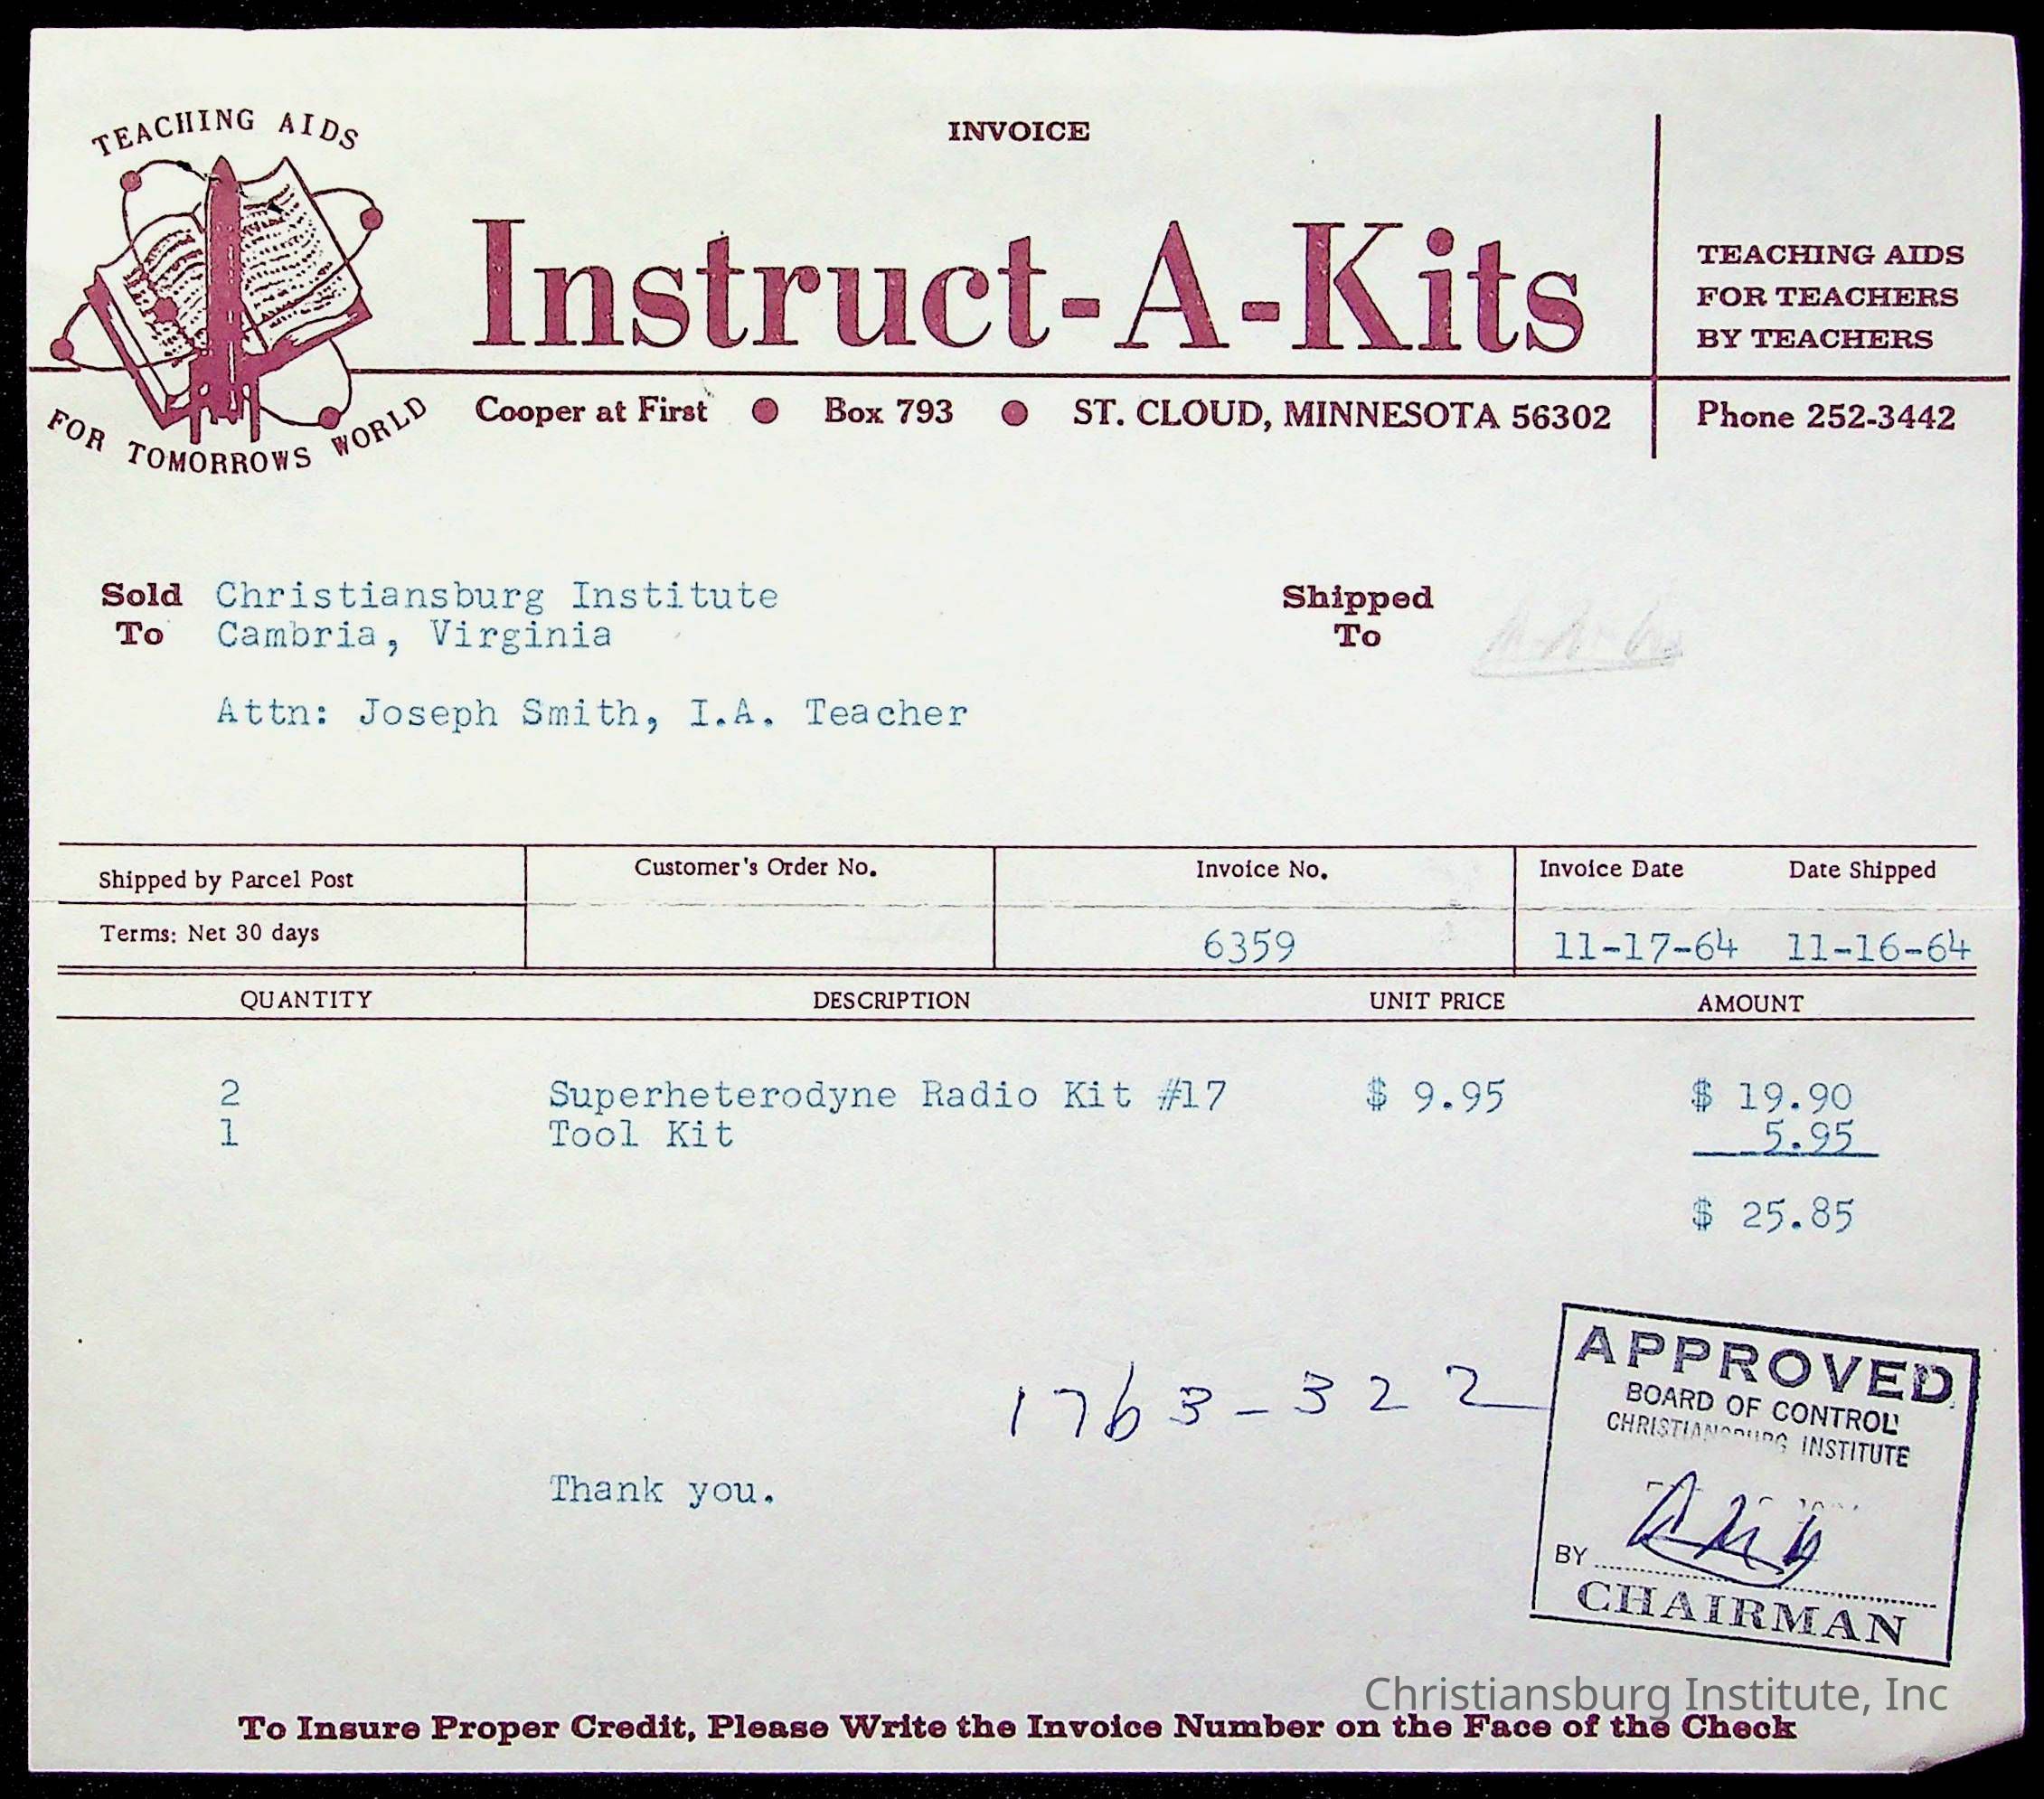 TEACHING AIDS
FOR TOMORROWS WORLD
INVOICE
Instruct-A-Kits
TEACHING AIDS
FOR TEACHERS
BY TEACHERS
Cooper at First ● Box 793 ● ST. CLOUD, MINNESOTA 56302
Phone 252-3442
Sold To
Christiansburg Institute
Cambria, Virginia
Attn: Joseph Smith, I.A. Teacher
Shipped To
Shipped by Parcel Post
Terms: Net 30 days
Customer's Order No.
Invoice No.
6359
Invoice Date Date Shipped
11-17-64 11-16-64
QUANTITY DESCRIPTION UNIT PRICE AMOUNT
2 Superheterodyne Radio Kit #17 $ 9.95 $ 19.90
1 Tool Kit 5.95
$ 25.85
1763-322
Thank you.
APPROVED
BOARD OF CONTROL
CHRISTIANSBURG INSTITUTE
BY
CHAIRMAN
Christiansburg Institute, Inc
To Insure Proper Credit, Please Write the Invoice Number on the Face of the Check